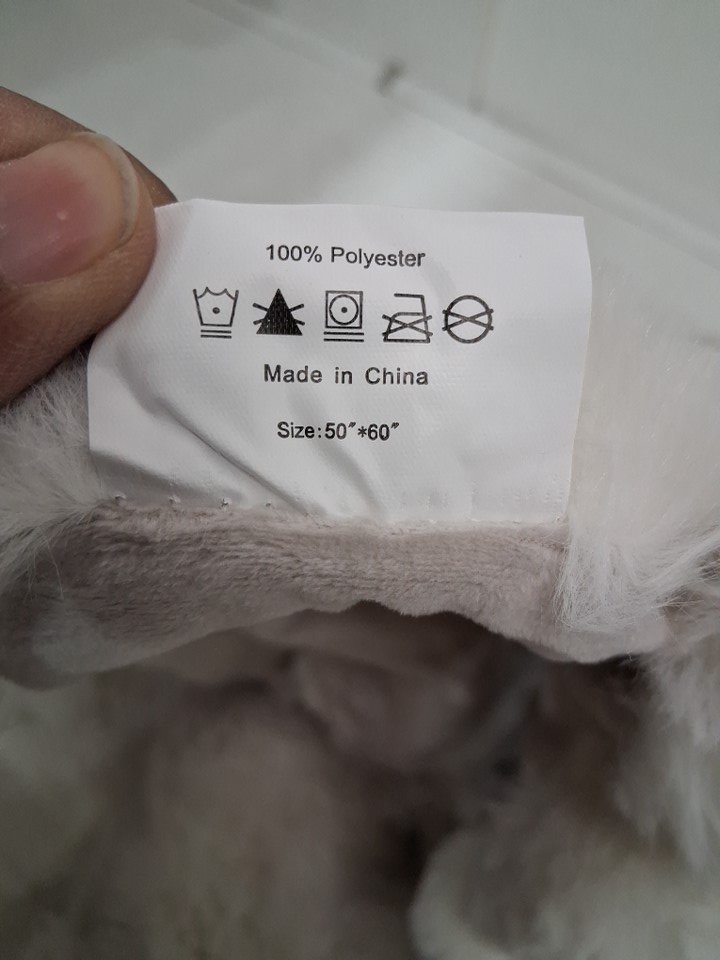 100% Polyester
Made in China
Size:50″*60″